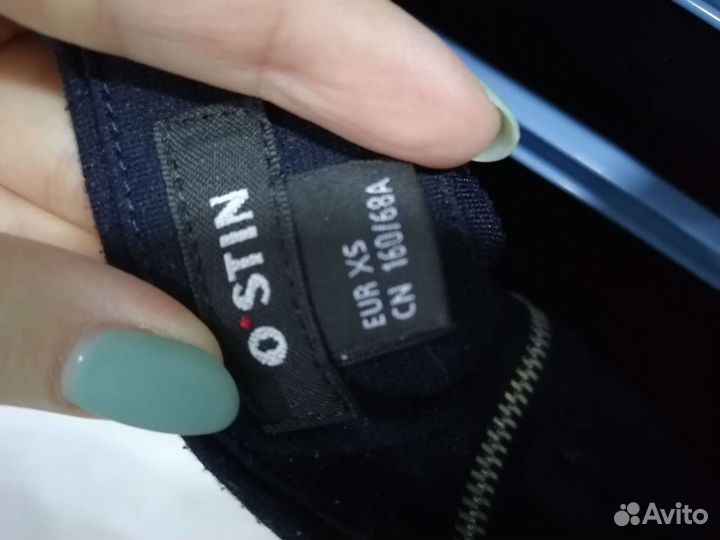 O'STIN
EUR XS
CN 160/68A
Avito